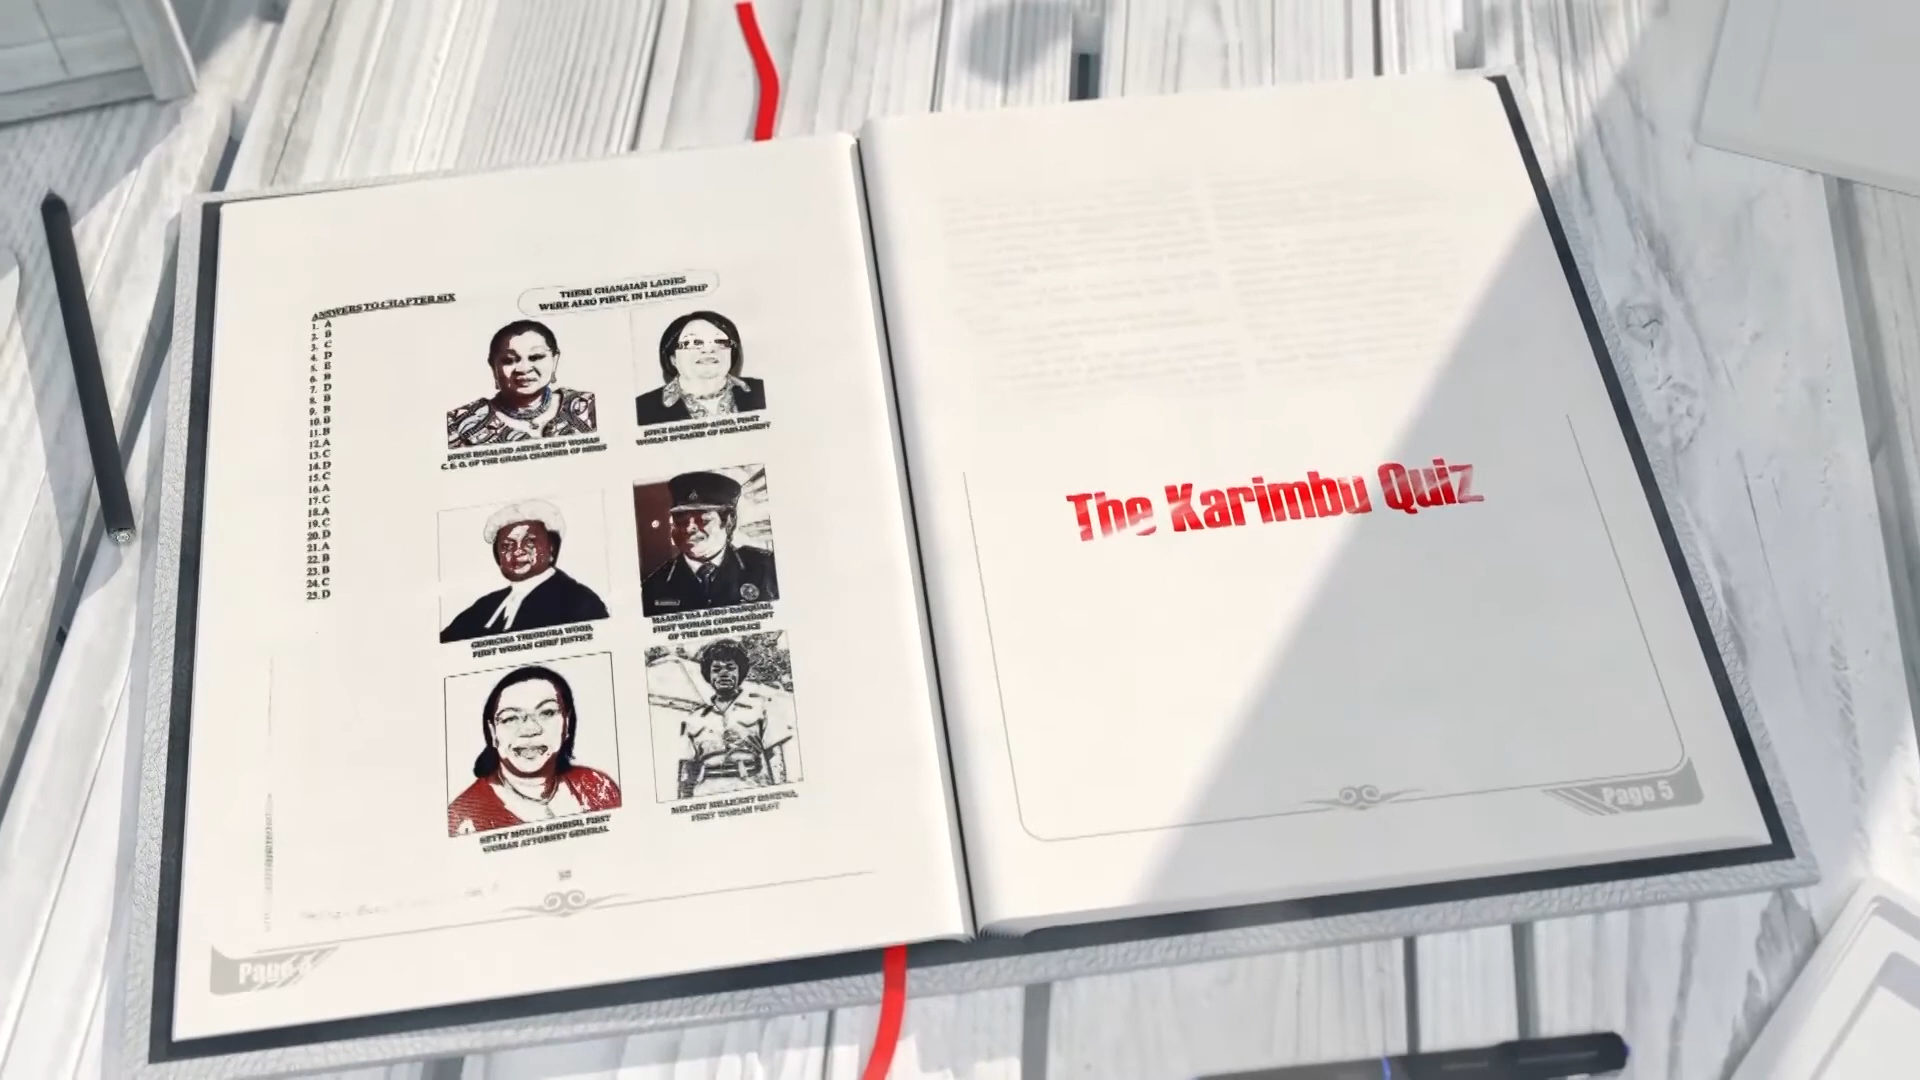 ANSWERS TO CHAPTER SIX
1. A
2. B
3. C
4. D
5. E
6. B
7. D
8. B
9. B
10. B
11. B
12. A
13. C
14. D
15. C
16. A
17. C
18. A
19. C
20. D
21. A
22. B
23. B
24. C
25. D
THESE GHANAIAN LADIES
WERE ALSO FIRST, IN LEADERSHIP
JOYCE ROSALIND ARYEE, FIRST WOMAN
C. E. O. OF THE GHANA CHAMBER OF MINES
JOYCE BAMFORD-ADDO, FIRST
WOMAN SPEAKER OF PARLIAMENT
GEORGINA THEODORA WOOD,
FIRST WOMAN CHIEF JUSTICE
MAAME YAA ADDO-DANQUAH,
FIRST WOMAN COMMANDANT
OF THE GHANA POLICE
BETTY MOULD-IDDRISU, FIRST
WOMAN ATTORNEY GENERAL
MELODY MILLICENT DANKWA,
FIRST WOMAN PILOT
Page
The Karimbu Quiz
Page 5